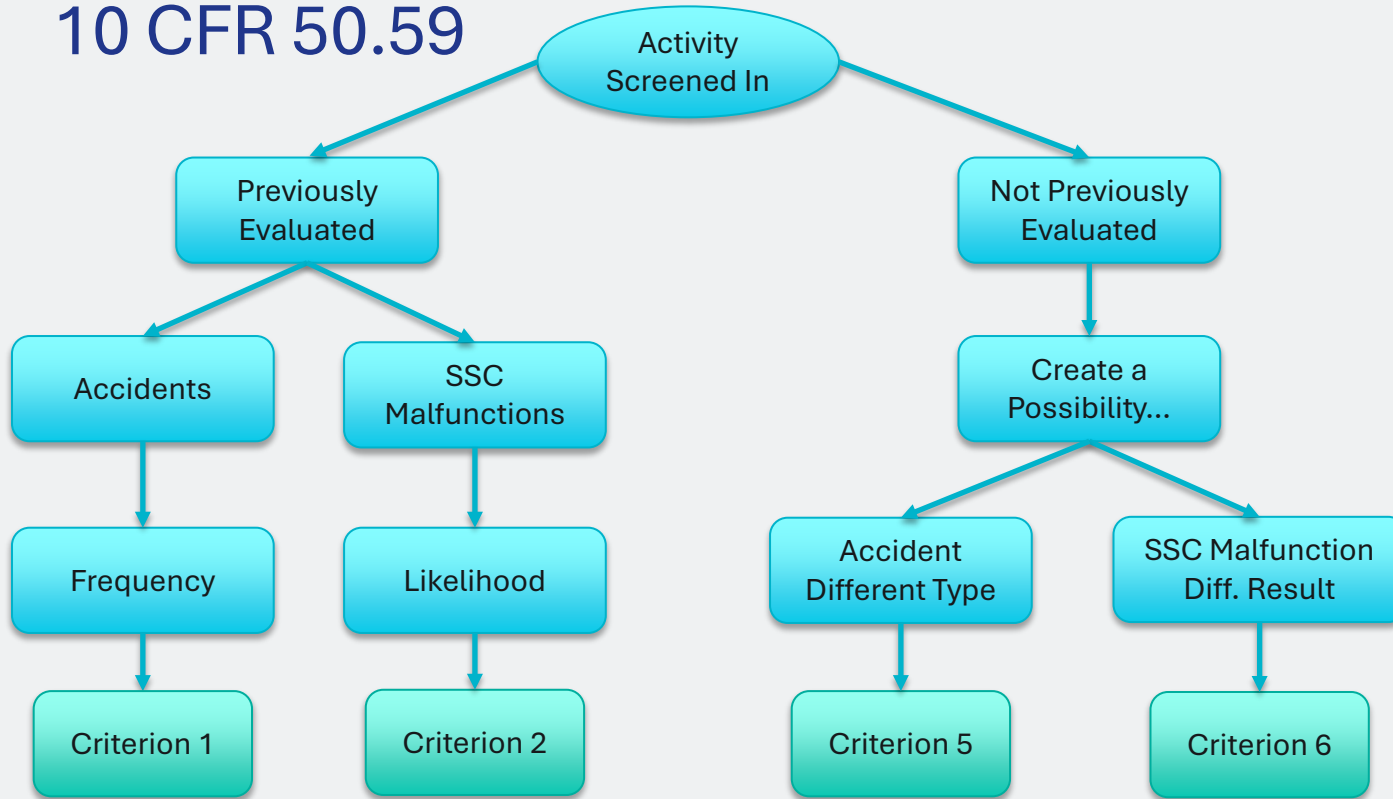 10 CFR 50.59
Activity
Screened In
Previously
Evaluated
Not Previously
Evaluated
Accidents
SSC
Malfunctions
Create a
Possibility...
Frequency
Likelihood
Accident
Different Type
SSC Malfunction
Diff. Result
Criterion 1
Criterion 2
Criterion 5
Criterion 6